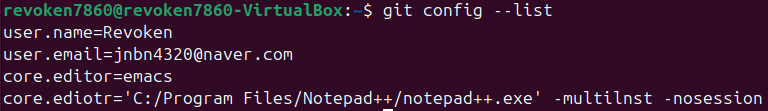 revoken7860@revoken7860-VirtualBox:~$ git config --list
user.name=Revoken
user.email=jnbn4320@naver.com
core.editor=emacs
core.ediotr='C:/Program Files/Notepad++/notepad++.exe' -multilnst -nosession